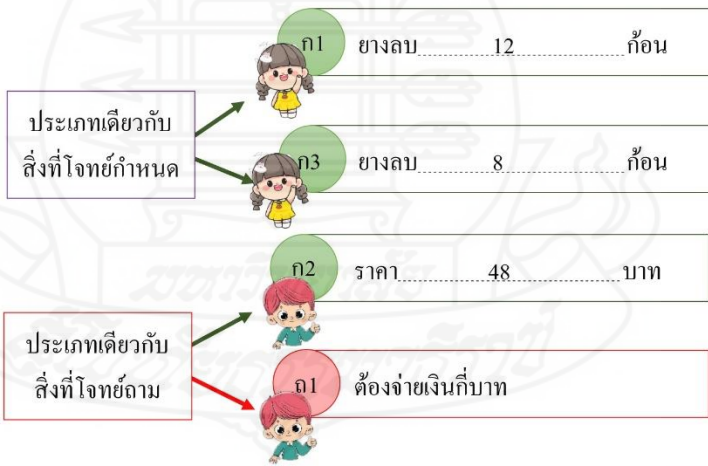 ก1 ยางลบ 12 ก้อน
ประเภทเดียวกับ
สิ่งที่โจทย์กำหนด
ก3 ยางลบ 8 ก้อน
ก2 ราคา 48 บาท
ประเภทเดียวกับ
สิ่งที่โจทย์ถาม
ถ1 ต้องจ่ายเงินกี่บาท